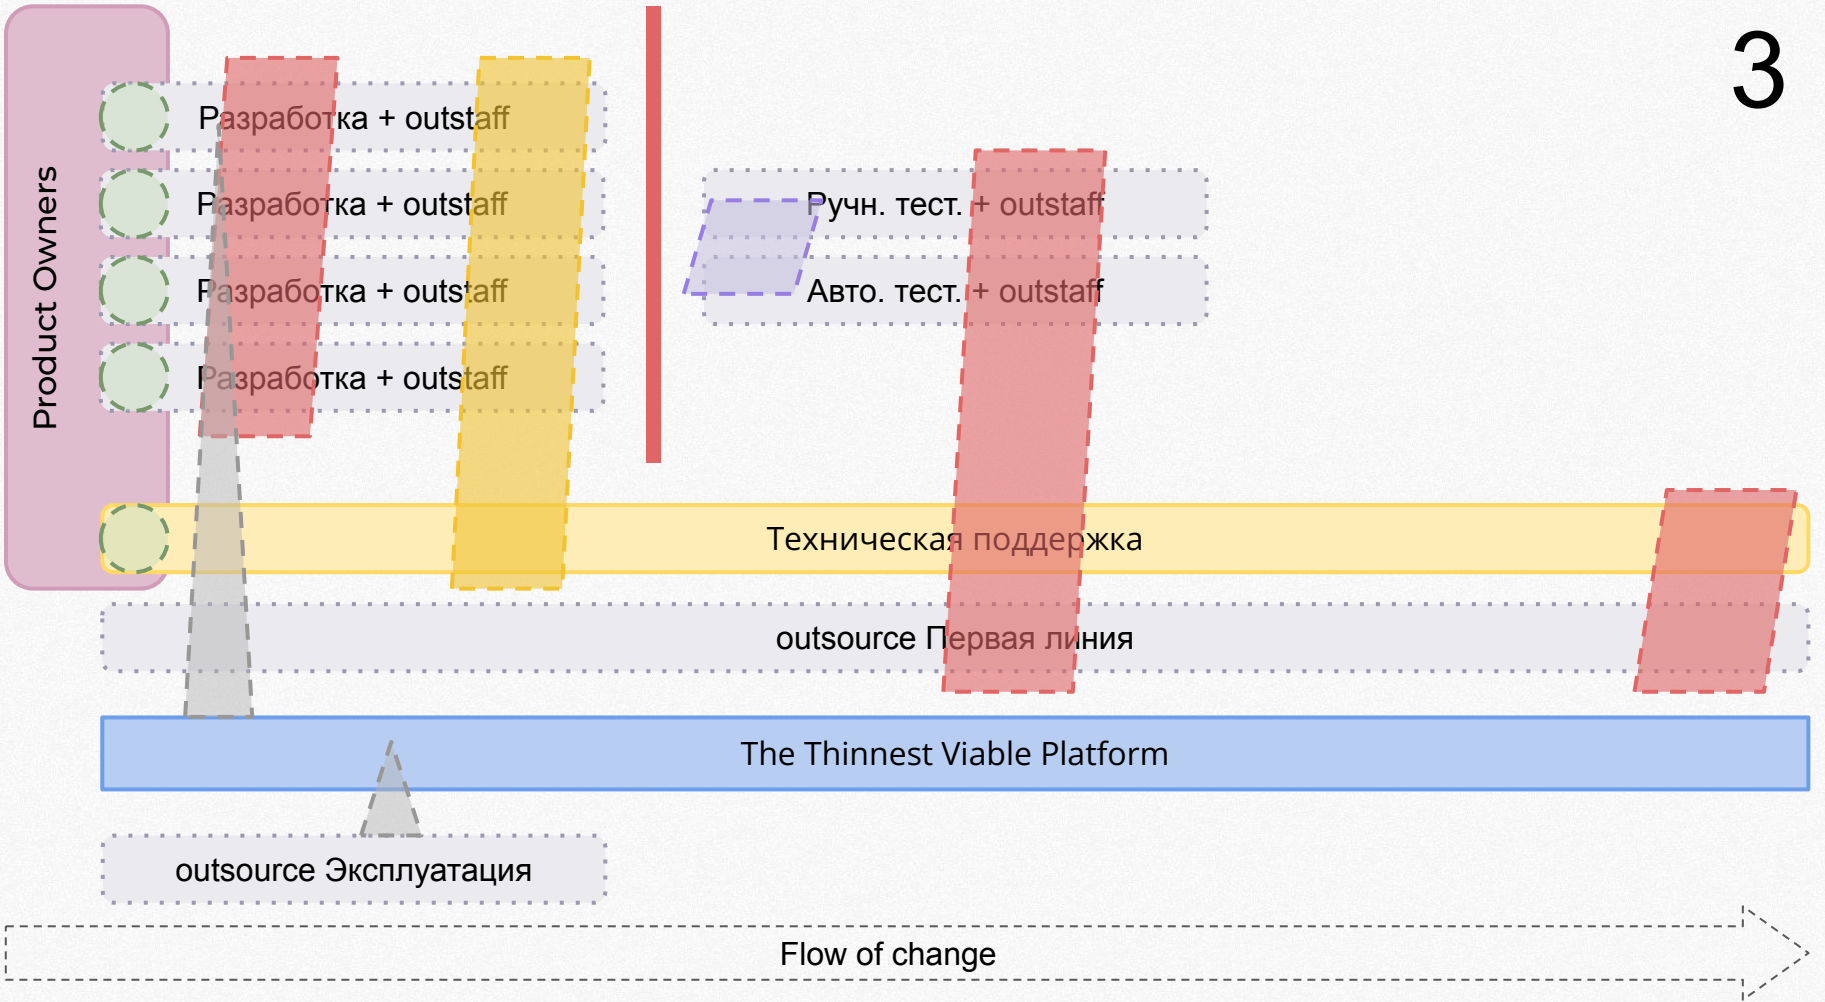 3
Product Owners
Разработка + outstaff
Разработка + outstaff
Разработка + outstaff
Разработка + outstaff
Ручн. тест. + outstaff
Авто. тест. + outstaff
Техническая поддержка
outsource Первая линия
The Thinnest Viable Platform
outsource Эксплуатация
Flow of change